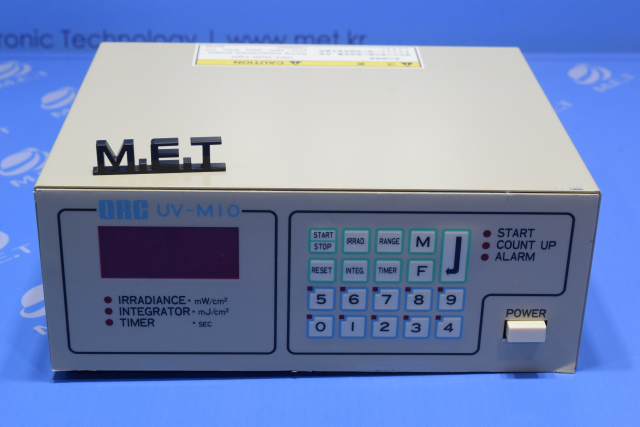 ronic Technology | www.met.kr
CAUTION
M.E.T
ORC UV-M10
START
STOP
IRRAD.
RANGE
M
RESET
INTEG.
TIMER
F
5 6 7 8 9
0 1 2 3 4
START
COUNT UP
ALARM
IRRADIANCE · mW/cm²
INTEGRATOR · mJ/cm²
TIMER · SEC
POWER